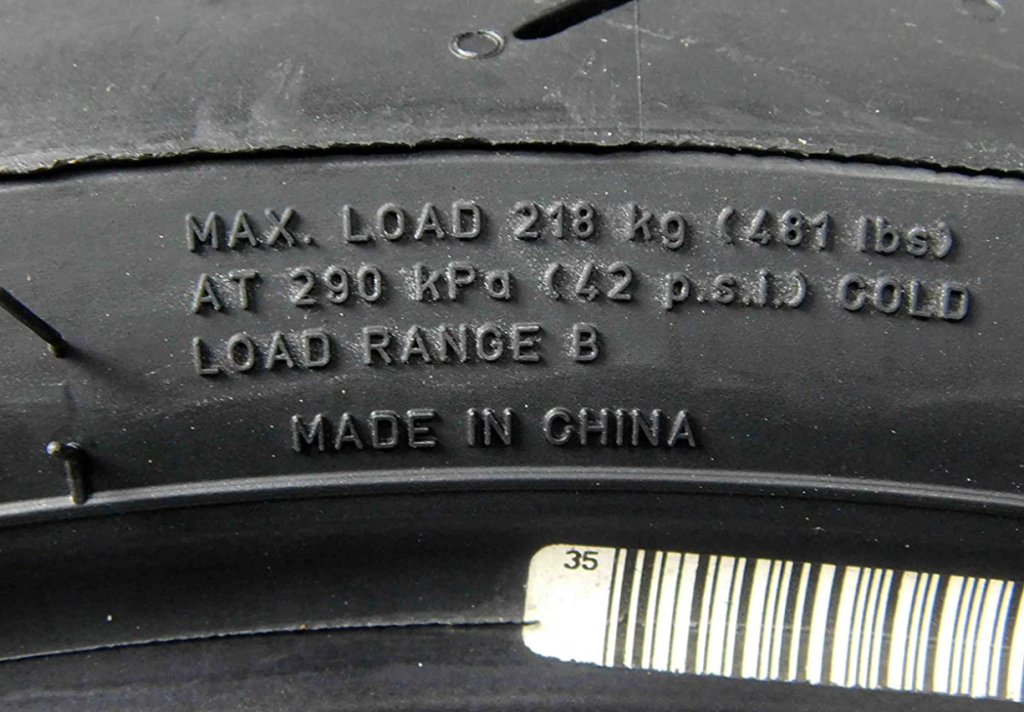 MAX. LOAD 218 kg (481 lbs)
AT 290 kPa (42 p.s.i.) COLD
LOAD RANGE B
MADE IN CHINA
35